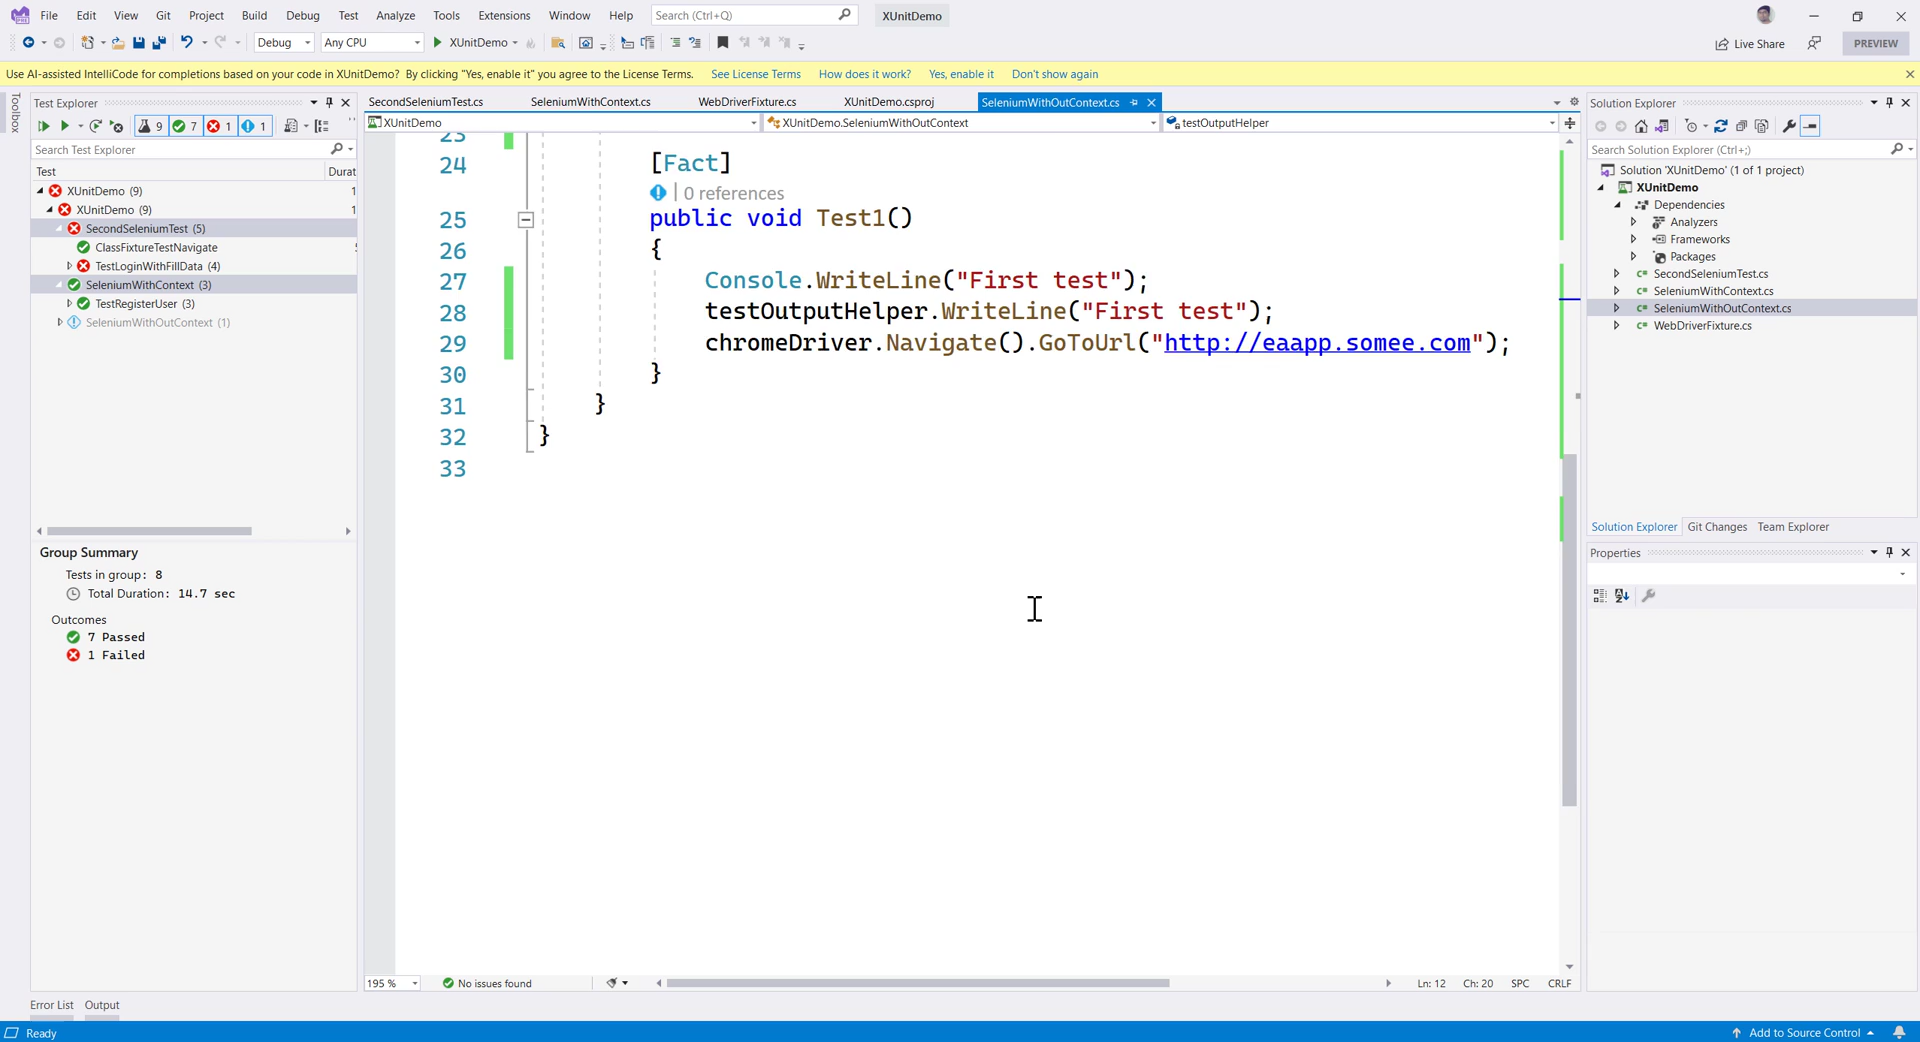 File Edit View Git Project Build Debug Test Analyze Tools Extensions Window Help Search (Ctrl+Q) XUnitDemo
Debug Any CPU XUnitDemo Live Share PREVIEW
Use AI-assisted IntelliCode for completions based on your code in XUnitDemo? By clicking "Yes, enable it" you agree to the License Terms. See License Terms How does it work? Yes, enable it Don't show again
Toolbox
Test Explorer
9 7 1 1
Search Test Explorer
Test Durat
XUnitDemo (9) 1
XUnitDemo (9) 1
SecondSeleniumTest (5)
ClassFixtureTestNavigate
TestLoginWithFillData (4)
SeleniumWithContext (3)
TestRegisterUser (3)
SeleniumWithOutContext (1)
Group Summary
Tests in group: 8
Total Duration: 14.7 sec
Outcomes
7 Passed
1 Failed
SecondSeleniumTest.cs SeleniumWithContext.cs WebDriverFixture.cs XUnitDemo.csproj SeleniumWithOutContext.cs
XUnitDemo XUnitDemo.SeleniumWithOutContext testOutputHelper
23
24 [Fact]
0 references
25 public void Test1()
26 {
27 Console.WriteLine("First test");
28 testOutputHelper.WriteLine("First test");
29 chromeDriver.Navigate().GoToUrl("http://eaapp.somee.com");
30 }
31 }
32 }
33
195 % No issues found Ln: 12 Ch: 20 SPC CRLF
Solution Explorer
Search Solution Explorer (Ctrl+;)
Solution 'XUnitDemo' (1 of 1 project)
XUnitDemo
Dependencies
Analyzers
Frameworks
Packages
SecondSeleniumTest.cs
SeleniumWithContext.cs
SeleniumWithOutContext.cs
WebDriverFixture.cs
Solution Explorer Git Changes Team Explorer
Properties
Error List Output
Ready Add to Source Control